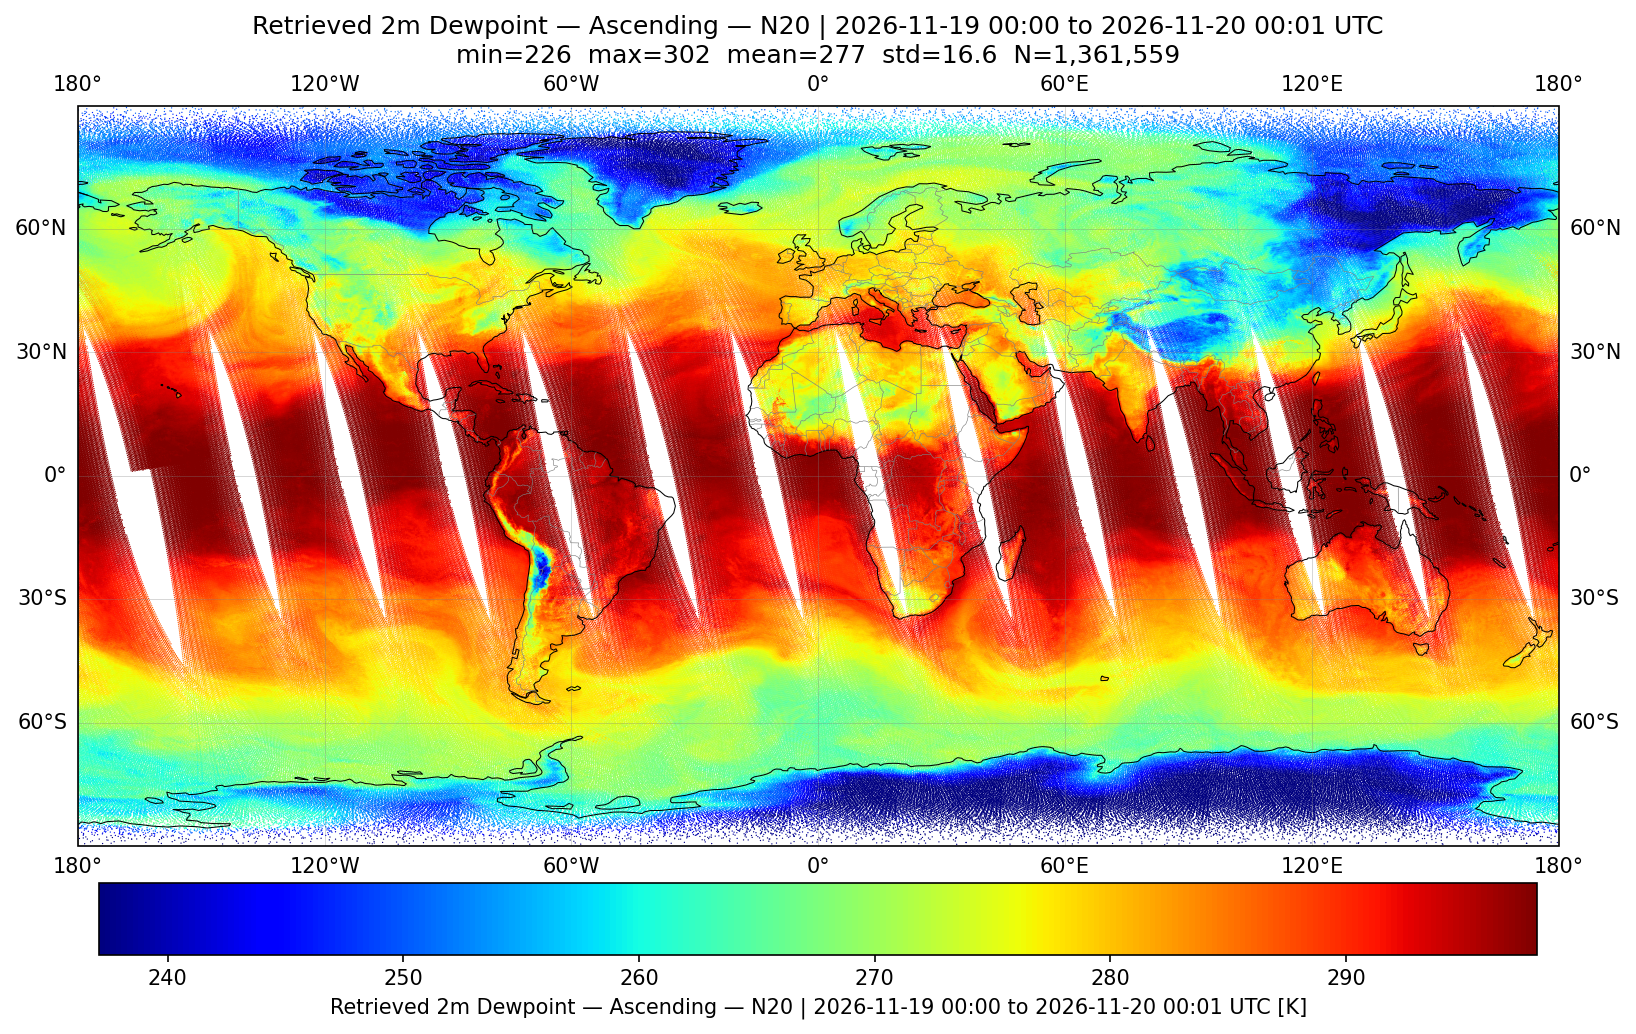 Retrieved 2m Dewpoint — Ascending — N20 | 2026-11-19 00:00 to 2026-11-20 00:01 UTC
min=226  max=302  mean=277  std=16.6  N=1,361,559
180° 120°W 60°W 0° 60°E 120°E 180°
60°N 60°N
30°N 30°N
0° 0°
30°S 30°S
60°S 60°S
180° 120°W 60°W 0° 60°E 120°E 180°
240 250 260 270 280 290
Retrieved 2m Dewpoint — Ascending — N20 | 2026-11-19 00:00 to 2026-11-20 00:01 UTC [K]